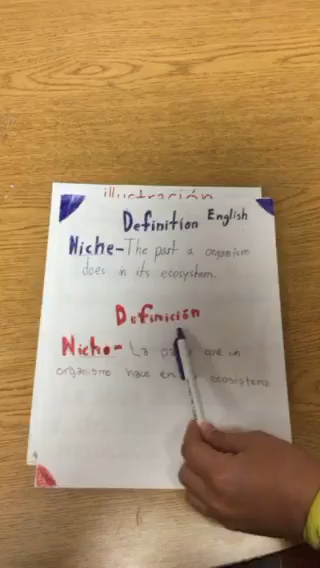 illustración
Definition English
Niche-The part a organism
does in its ecosystem.
Definición
Nicho- La que un
organismo hace en ecosistema